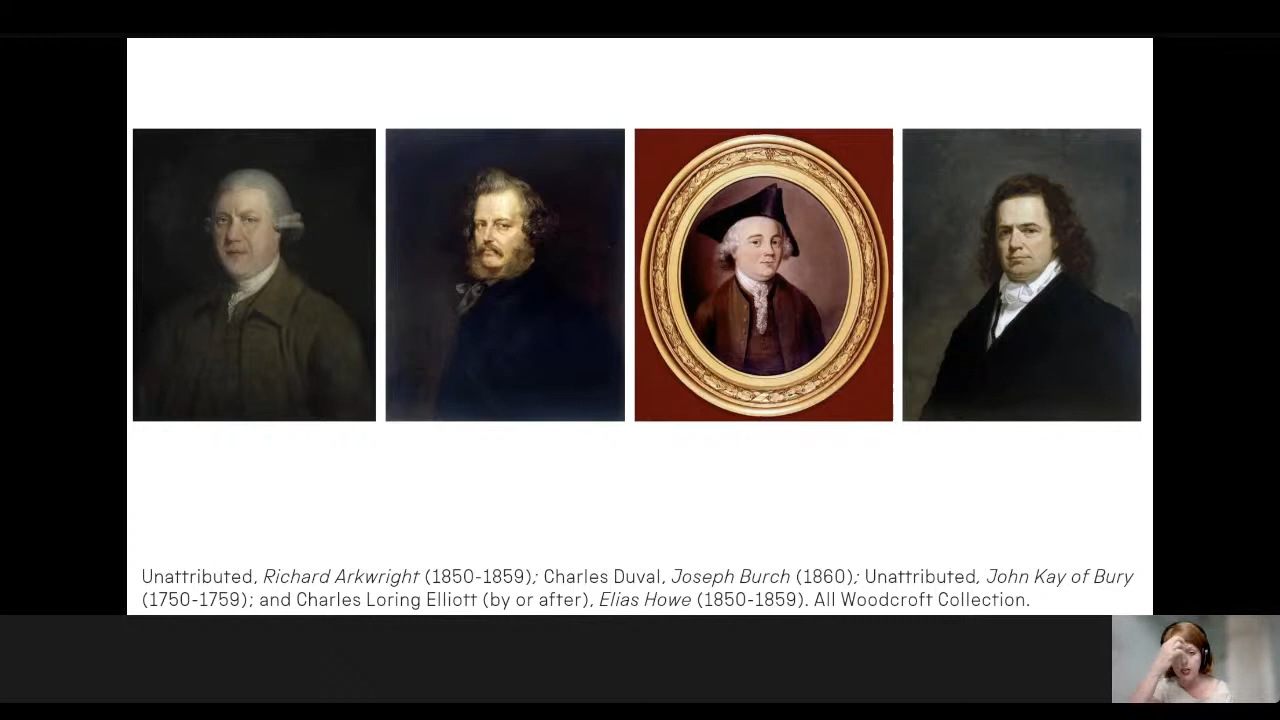 Unattributed, Richard Arkwright (1850-1859); Charles Duval, Joseph Burch (1860); Unattributed, John Kay of Bury
(1750-1759); and Charles Loring Elliott (by or after), Elias Howe (1850-1859). All Woodcroft Collection.